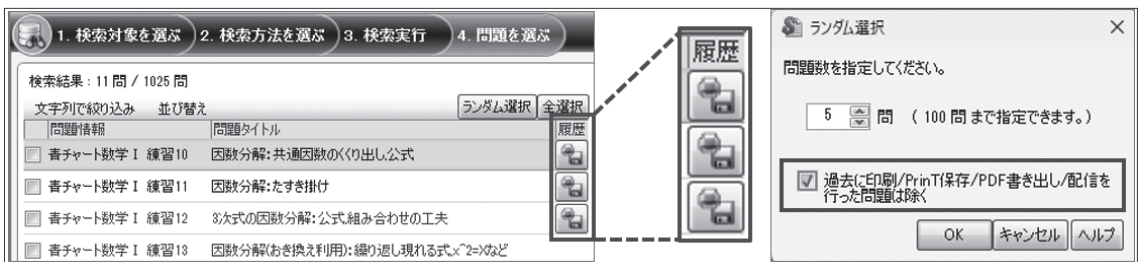 1. 検索対象を選ぶ 2. 検索方法を選ぶ 3. 検索実行 4. 問題を選ぶ
検索結果:11 問 / 1025 問
文字列で絞り込み 並び替え ランダム選択 全選択
問題情報 問題タイトル 履歴
青チャート数学Ⅰ 練習10 因数分解:共通因数のくくり出し,公式
青チャート数学Ⅰ 練習11 因数分解:たすき掛け
青チャート数学Ⅰ 練習12 3次式の因数分解:公式,組み合わせの工夫
青チャート数学Ⅰ 練習13 因数分解(おき換え利用):繰り返し現れる式,x^2=Xなど
履歴
ランダム選択
問題数を指定してください。
5 問 (100 問まで指定できます。)
過去に印刷/PrinT保存/PDF書き出し/配信を
行った問題は除く
OK キャンセル ヘルプ